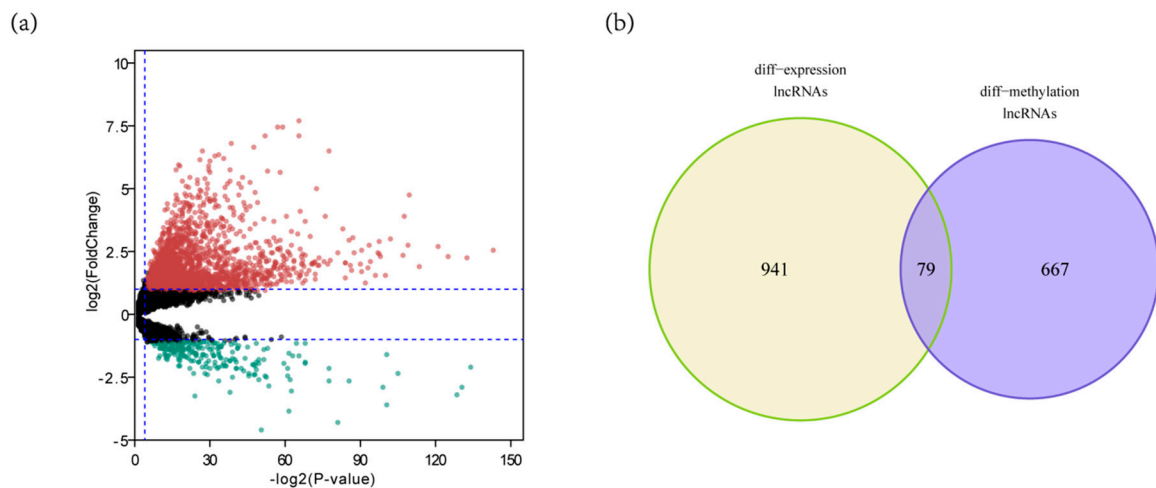 (a)
(b)
10
7.5
5
2.5
0
-2.5
-5
log2(FoldChange)
0
30
60
90
120
150
-log2(P-value)
diff-expression
lncRNAs
diff-methylation
lncRNAs
941
79
667